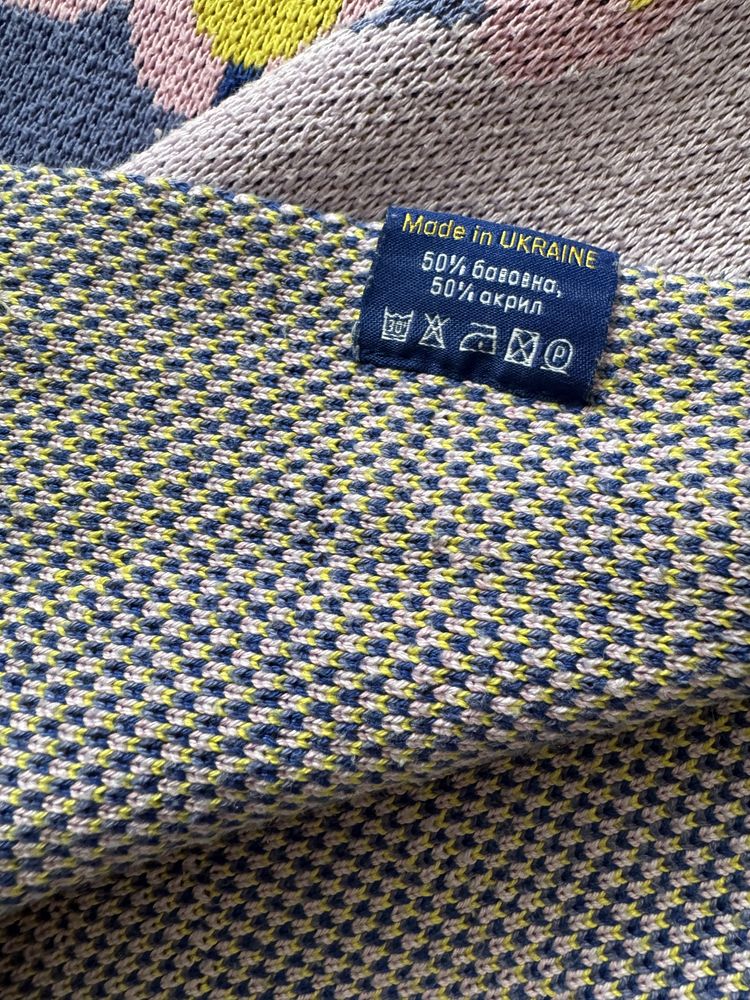 Made in UKRAINE
50% бавовна,
50% акрил
30°
P